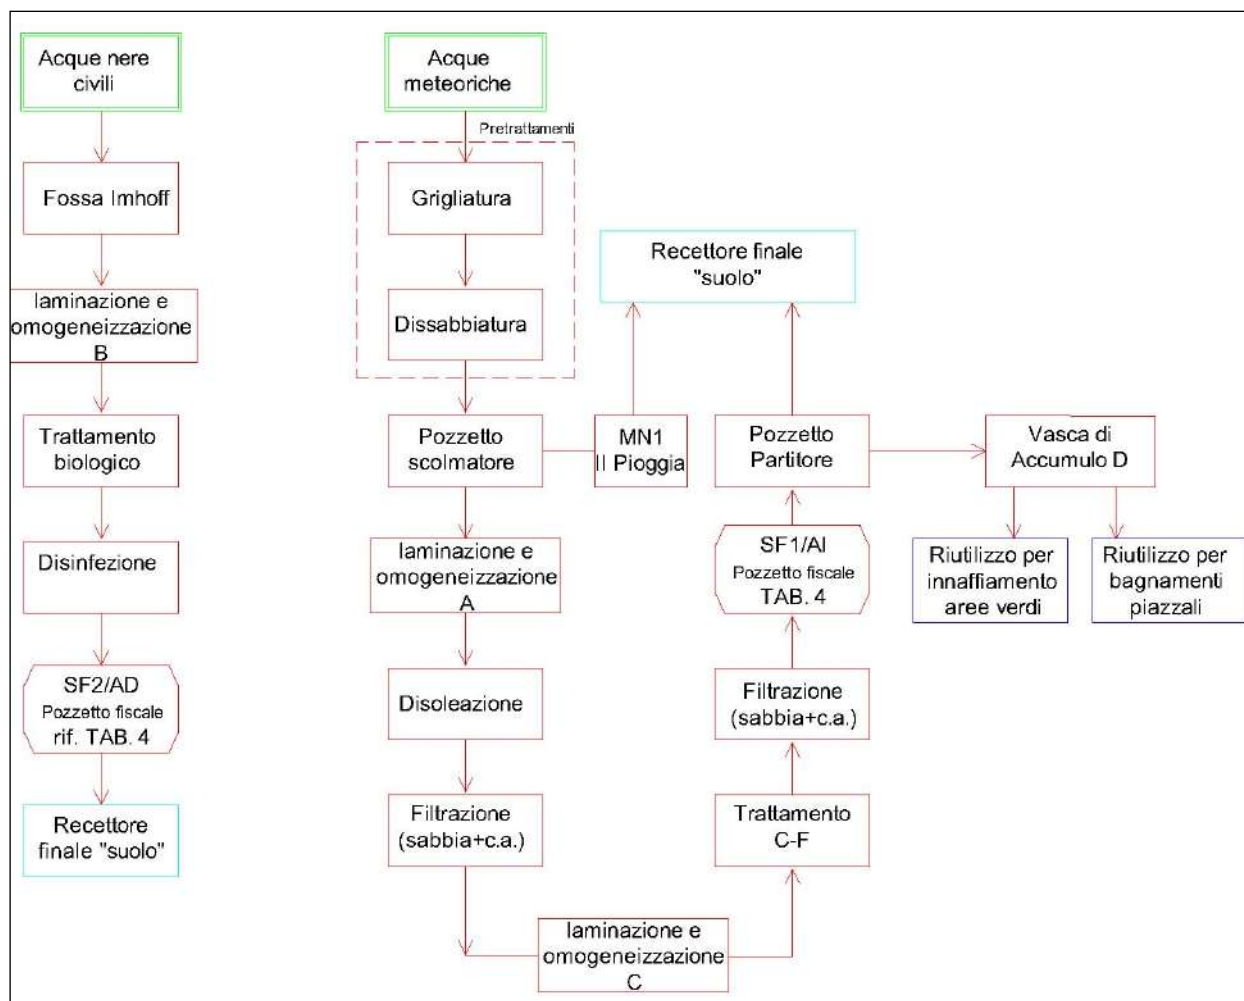 Acque nere
civili
Fossa Imhoff
laminazione e
omogeneizzazione
B
Trattamento
biologico
Disinfezione
SF2/AD
Pozzetto fiscale
rif. TAB. 4
Recettore
finale "suolo"
Acque
meteoriche
Pretrattamenti
Grigliatura
Dissabbiatura
Pozzetto
scolmatore
MN1
II Pioggia
Recettore finale
"suolo"
laminazione e
omogeneizzazione
A
Disoleazione
Filtrazione
(sabbia+c.a.)
laminazione e
omogeneizzazione
C
Trattamento
C-F
Filtrazione
(sabbia+c.a.)
SF1/AI
Pozzetto fiscale
TAB. 4
Pozzetto
Partitore
Vasca di
Accumulo D
Riutilizzo per
innaffiamento
aree verdi
Riutilizzo per
bagnamenti
piazzali